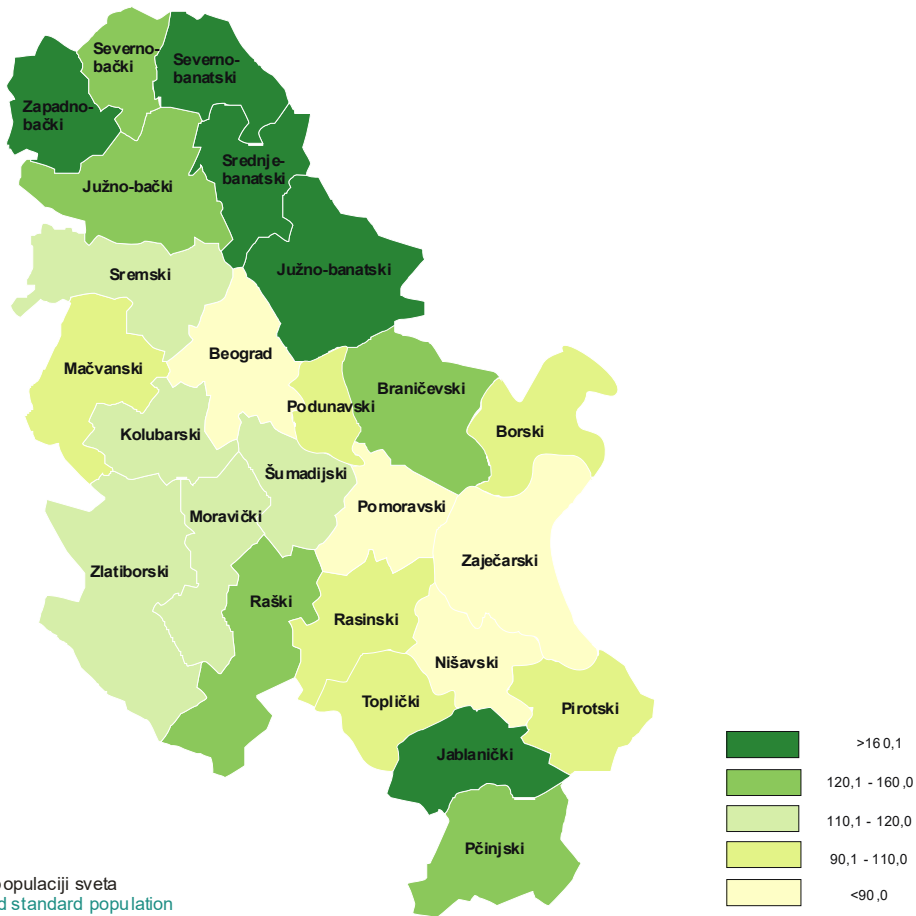 Severno-
bački
Severno-
banatski
Zapadno-
bački
Srednje-
banatski
Južno-bački
Južno-banatski
Sremski
Beograd
Mačvanski
Braničevski
Podunavski
Borski
Kolubarski
Šumadijski
Pomoravski
Moravički
Zaječarski
Zlatiborski
Raški
Rasinski
Nišavski
Toplički
Pirotski
Jablanički
Pčinjski
>160,1
120,1 - 160,0
110,1 - 120,0
90,1 - 110,0
<90,0
opulaciji sveta
d standard population